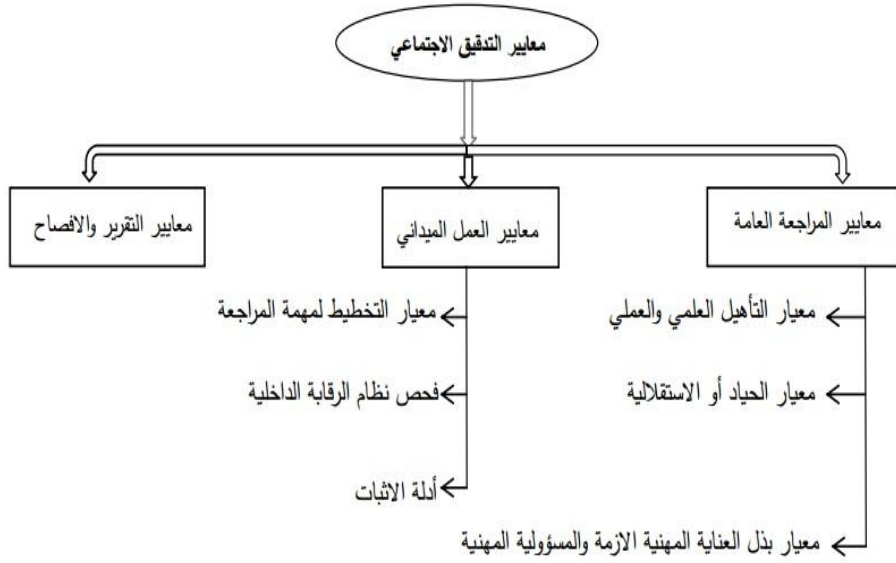 معايير التدقيق الاجتماعي
معايير المراجعة العامة
معايير العمل الميداني
معايير التقرير والافصاح
معيار التأهيل العلمي والعملي
معيار الحياد أو الاستقلالية
معيار بذل العناية المهنية الازمة والمسؤولية المهنية
معيار التخطيط لمهمة المراجعة
فحص نظام الرقابة الداخلية
أدلة الاثبات